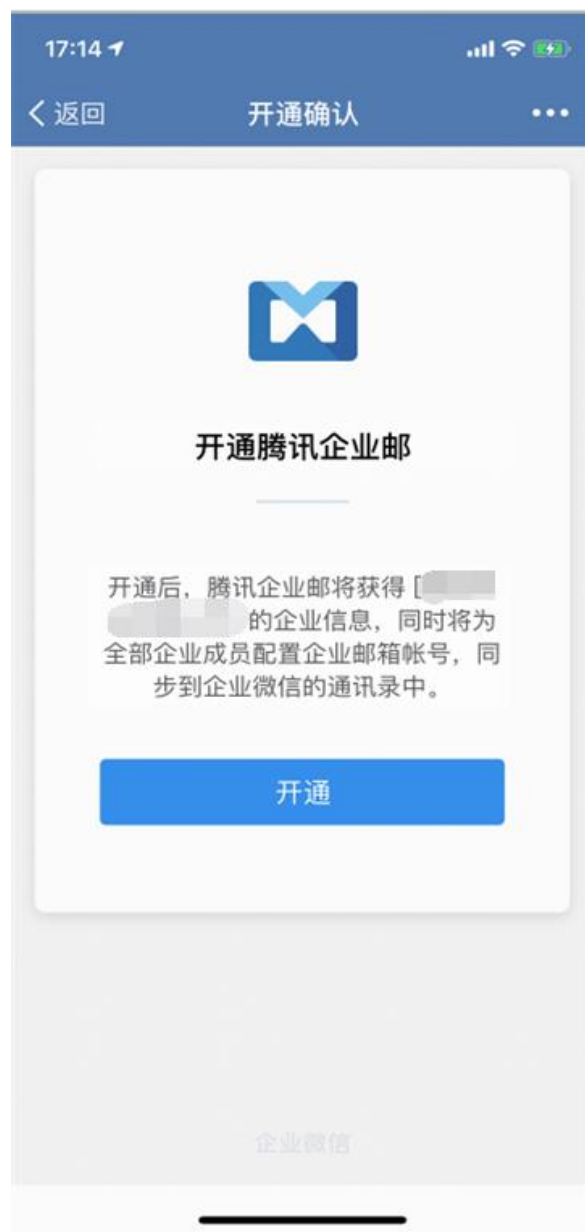 17:14
返回
开通确认
开通腾讯企业邮
开通后，腾讯企业邮将获得 [
的企业信息，同时将为
全部企业成员配置企业邮箱帐号，同
步到企业微信的通讯录中。
开通
企业微信